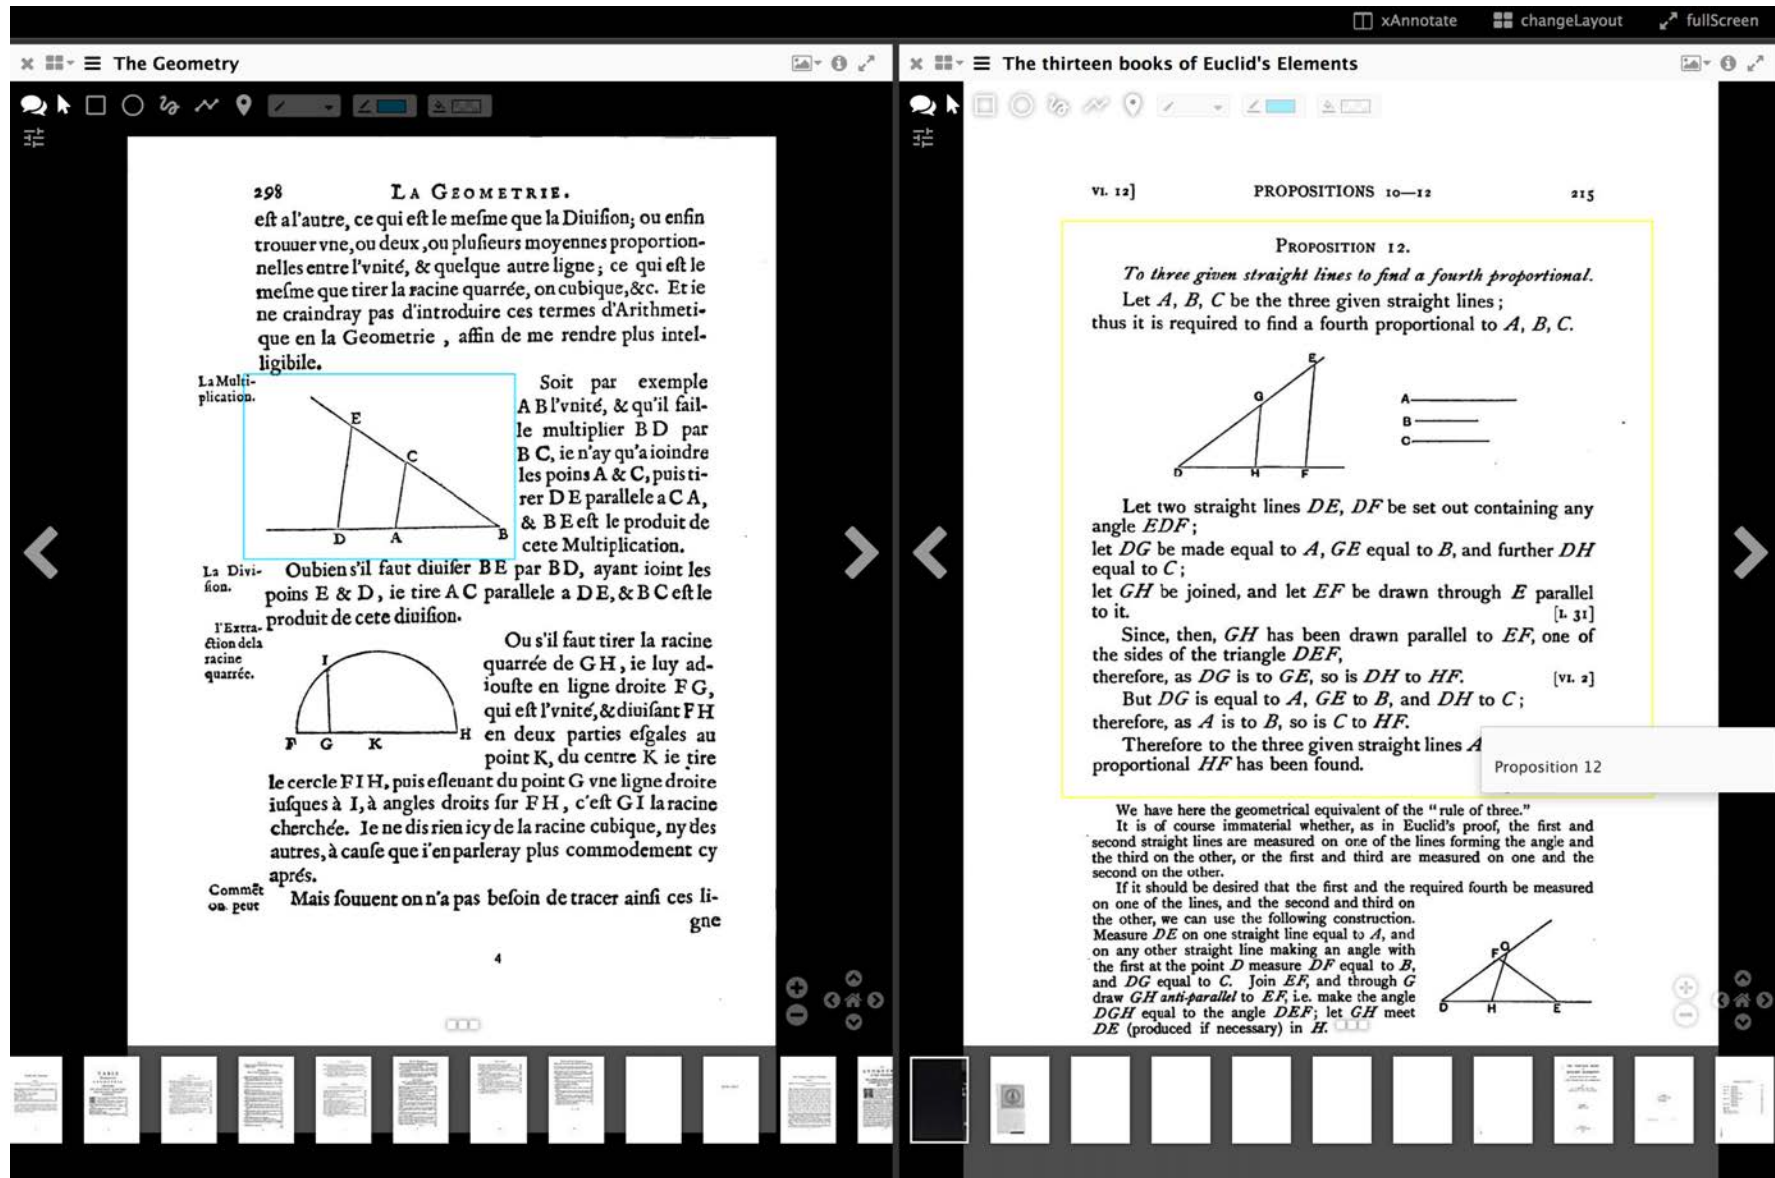 xAnnotate changeLayout fullScreen
The Geometry
298 LA GEOMETRIE.
eſt a l'autre, ce qui eſt le meſme que la Diuiſion; ou enfin
trouuer vne, ou deux, ou pluſieurs moyennes proportion-
nelles entre l'vnité, & quelque autre ligne; ce qui eſt le
meſme que tirer la racine quarrée, on cubique, &c. Et ie
ne craindray pas d'introduire ces termes d'Arithmeti-
que en la Geometrie, affin de me rendre plus intel-
ligibile.
La Multi-
plication.
E
C
D A B
Soit par exemple
A B l'vnité, & qu'il fail-
le multiplier B D par
B C, ie n'ay qu'a ioindre
les poins A & C, puis ti-
rer D E parallele a C A,
& B E eſt le produit de
cete Multiplication.
La Divi-
ſion.
Oubien s'il faut diuiſer BE par BD, ayant ioint les
poins E & D, ie tire A C parallele a D E, & B C eſt le
produit de cete diuiſion.
l'Extra-
ction dela
racine
quarrée.
I
F G K H
Ou s'il faut tirer la racine
quarrée de G H, ie luy ad-
iouſte en ligne droite F G,
qui eſt l'vnité, & diuiſant F H
en deux parties eſgales au
point K, du centre K ie tire
le cercle F I H, puis eſleuant du point G vne ligne droite
iuſques à I, à angles droits ſur F H, c'eſt G I la racine
cherchée. Ie ne dis rien icy de la racine cubique, ny des
autres, à cauſe que i'en parleray plus commodement cy
aprés.
Commēt
on peut
Mais ſouuent on n'a pas beſoin de tracer ainſi ces li-
gne
4
The thirteen books of Euclid's Elements
VI. 12] PROPOSITIONS 10—12 215
PROPOSITION 12.
To three given straight lines to find a fourth proportional.
Let A, B, C be the three given straight lines;
thus it is required to find a fourth proportional to A, B, C.
E
G
D H F
A
B
C
Let two straight lines DE, DF be set out containing any
angle EDF;
let DG be made equal to A, GE equal to B, and further DH
equal to C;
let GH be joined, and let EF be drawn through E parallel
to it. [I. 31]
Since, then, GH has been drawn parallel to EF, one of
the sides of the triangle DEF,
therefore, as DG is to GE, so is DH to HF. [VI. 2]
But DG is equal to A, GE to B, and DH to C;
therefore, as A is to B, so is C to HF.
Therefore to the three given straight lines A
proportional HF has been found.
Proposition 12
We have here the geometrical equivalent of the "rule of three."
It is of course immaterial whether, as in Euclid's proof, the first and
second straight lines are measured on one of the lines forming the angle and
the third on the other, or the first and third are measured on one and the
second on the other.
If it should be desired that the first and the required fourth be measured
on one of the lines, and the second and third on
the other, we can use the following construction.
Measure DE on one straight line equal to A, and
on any other straight line making an angle with
the first at the point D measure DF equal to B,
and DG equal to C. Join EF, and through G
draw GH anti-parallel to EF, i.e. make the angle
DGH equal to the angle DEF; let GH meet
DE (produced if necessary) in H.
F G
D H E